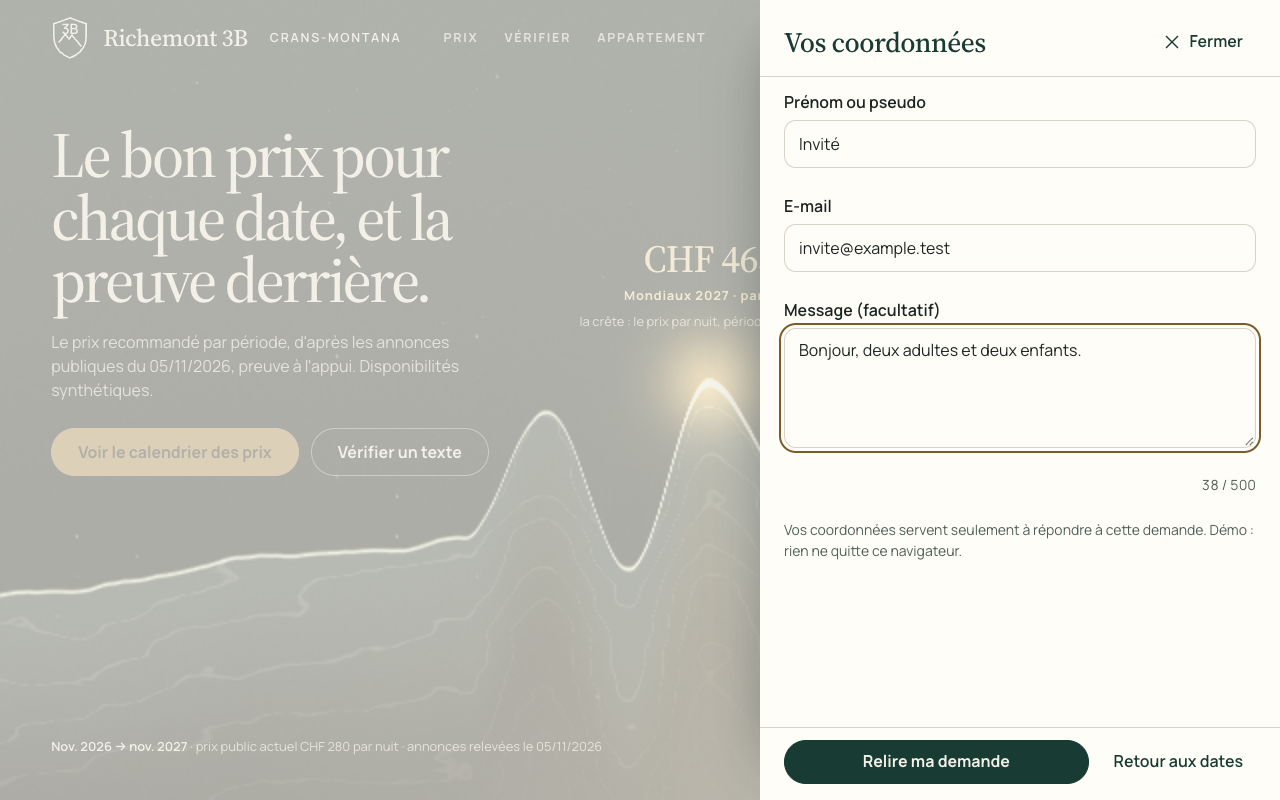 3B
Richemont 3B
CRANS-MONTANA
PRIX
VÉRIFIER
APPARTEMENT
Le bon prix pour
chaque date, et la
preuve derrière.
Le prix recommandé par période, d'après les annonces
publiques du 05/11/2026, preuve à l'appui. Disponibilités
synthétiques.
Voir le calendrier des prix
Vérifier un texte
CHF 46
Mondiaux 2027 · par
la crête : le prix par nuit, périod
Nov. 2026 → nov. 2027 · prix public actuel CHF 280 par nuit · annonces relevées le 05/11/2026
Vos coordonnées
Fermer
Prénom ou pseudo
Invité
E-mail
invite@example.test
Message (facultatif)
Bonjour, deux adultes et deux enfants.
38 / 500
Vos coordonnées servent seulement à répondre à cette demande. Démo :
rien ne quitte ce navigateur.
Relire ma demande
Retour aux dates